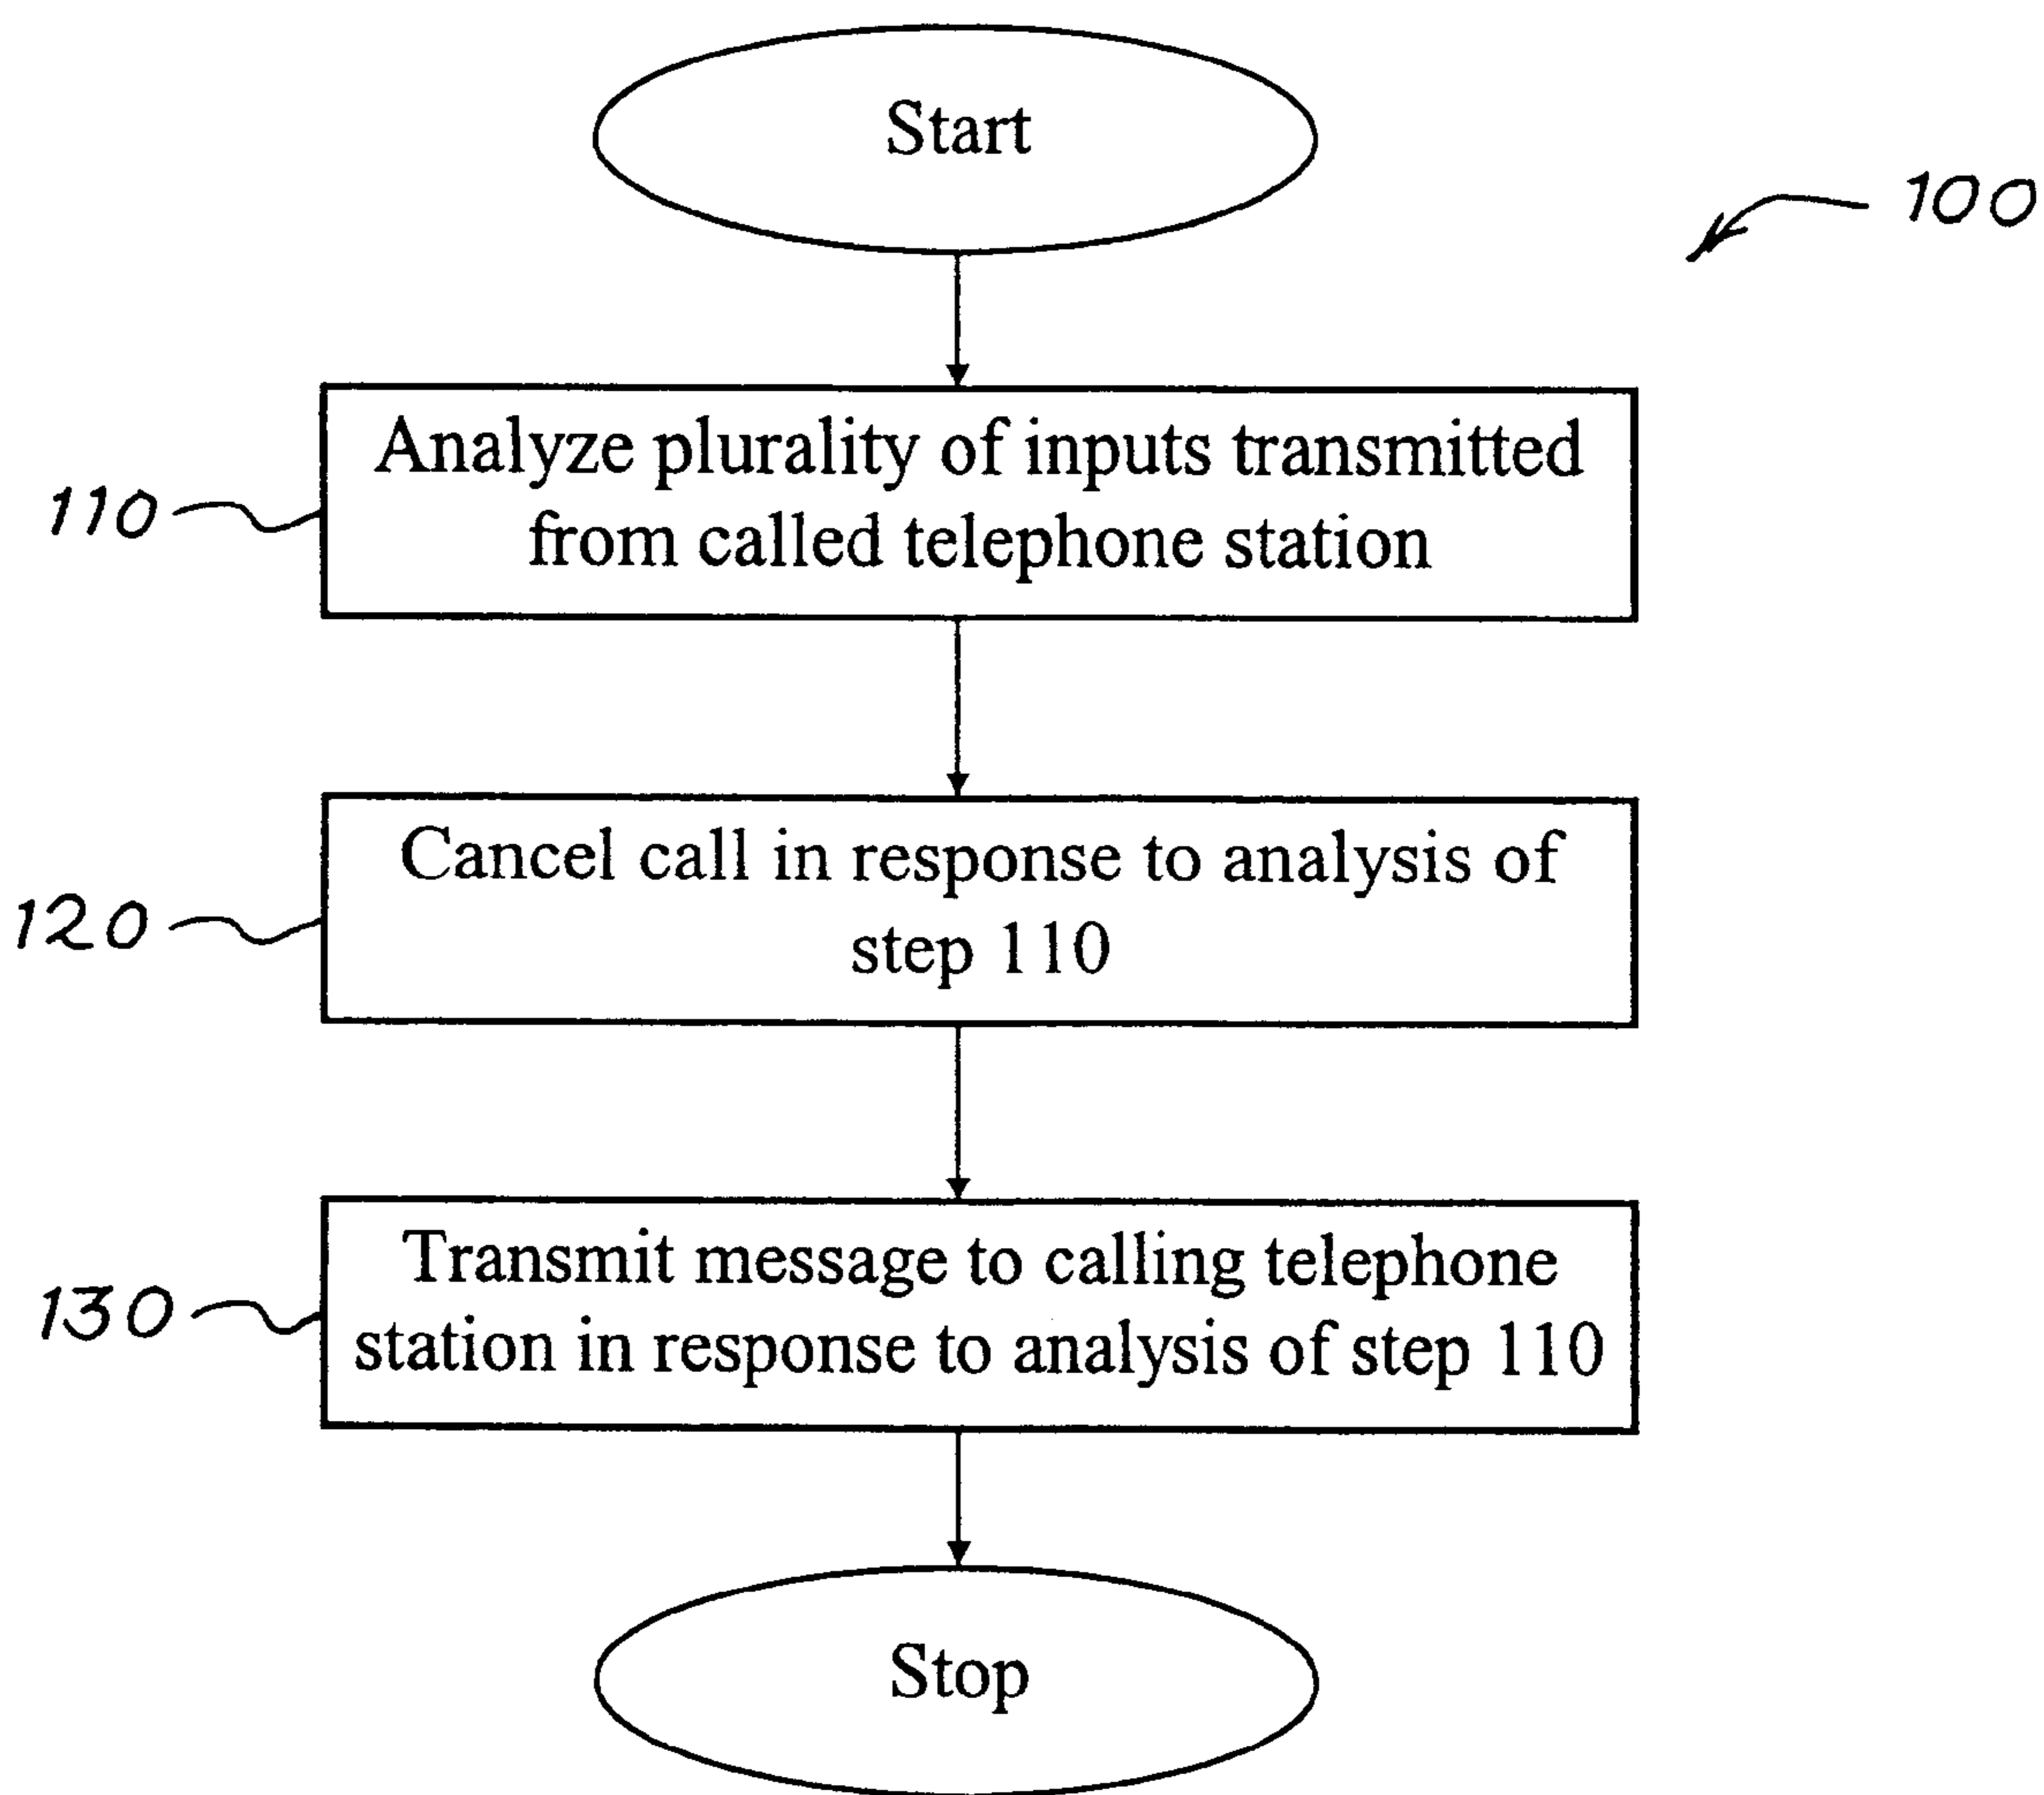 Start
100
Analyze plurality of inputs transmitted
from called telephone station
110
Cancel call in response to analysis of
step 110
120
Transmit message to calling telephone
station in response to analysis of step 110
130
Stop